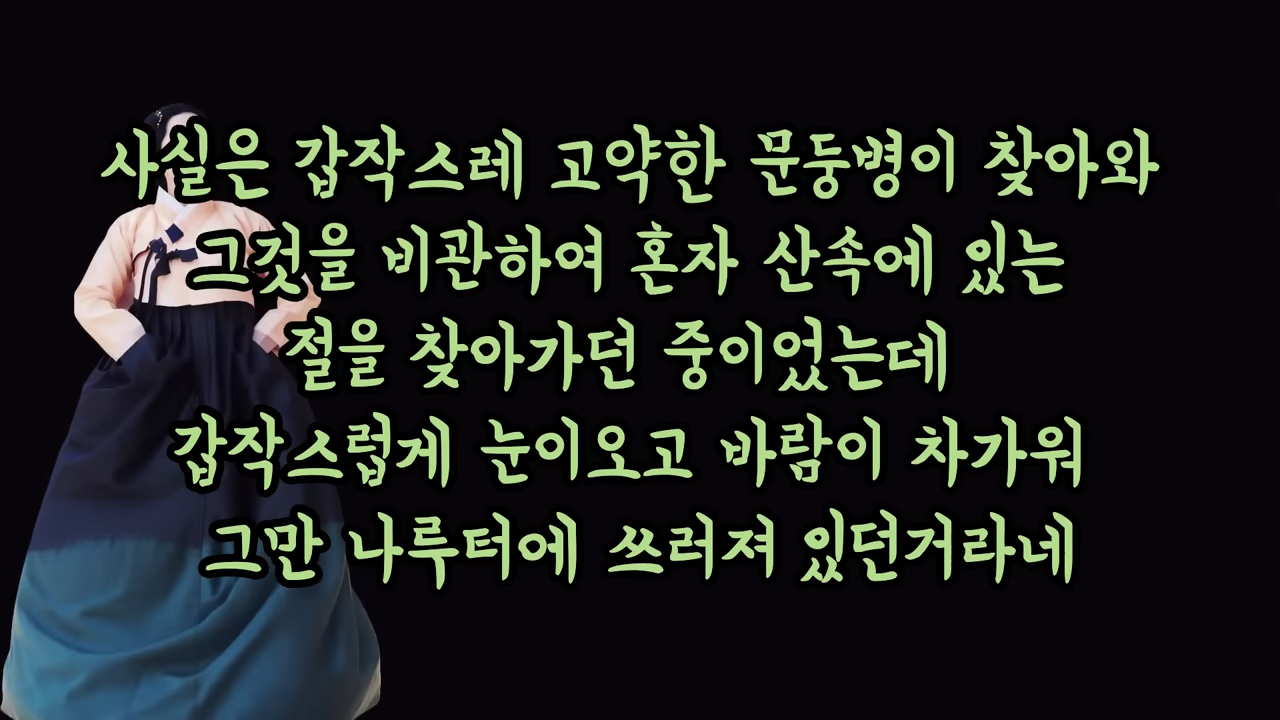 사실은 갑작스레 고약한 문둥병이 찾아와
그것을 비관하여 혼자 산속에 있는
절을 찾아가던 중이었는데
갑작스럽게 눈이오고 바람이 차가워
그만 나루터에 쓰러져 있던거라네